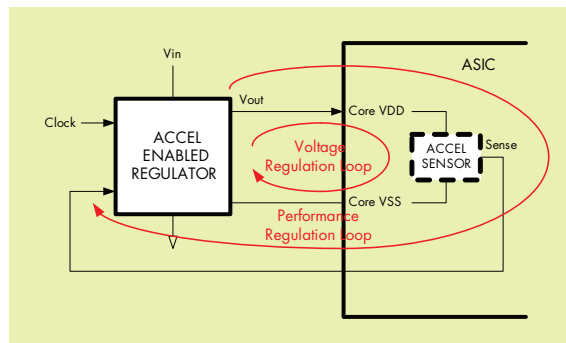 Vin
ASIC
Vout
Clock
Core VDD
ACCEL
ENABLED
REGULATOR
Voltage
Regulation Loop
ACCEL
SENSOR
Sense
Core VSS
Performance
Regulation Loop